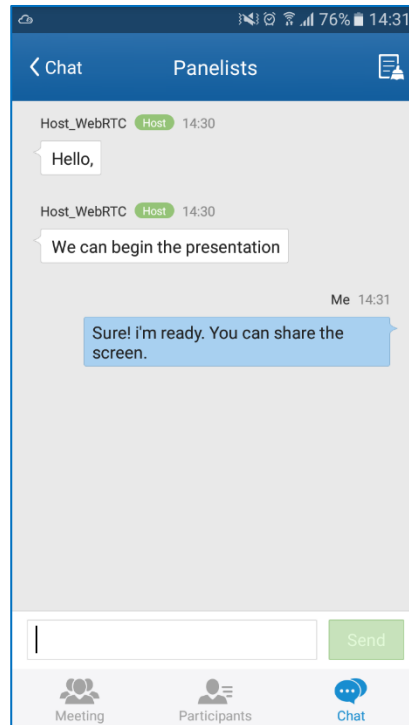 76% 14:31
Chat Panelists
Host_WebRTC Host 14:30
Hello,
Host_WebRTC Host 14:30
We can begin the presentation
Me 14:31
Sure! i'm ready. You can share the
screen.
Send
Meeting Participants Chat